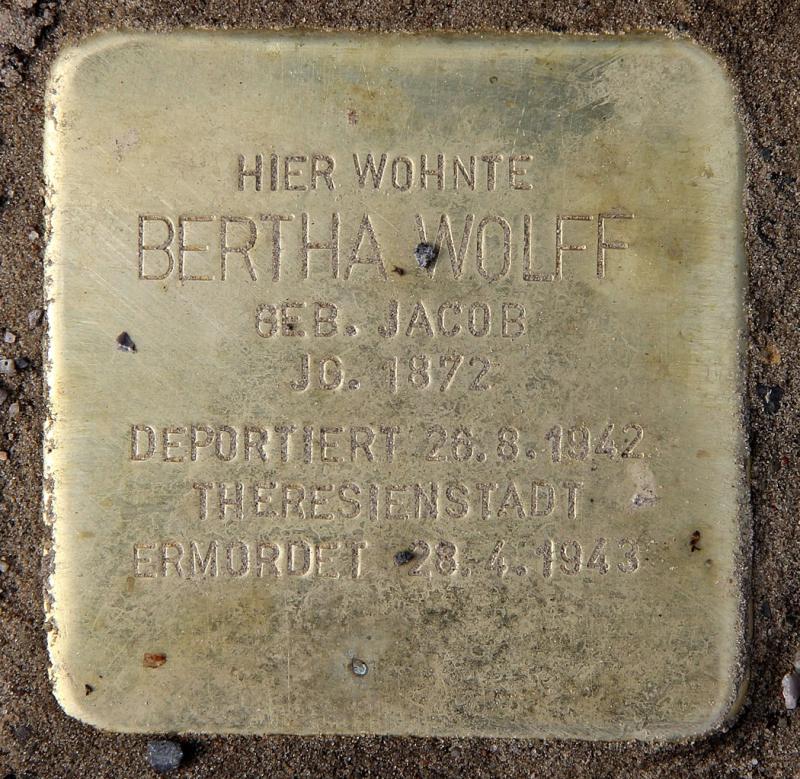 HIER WOHNTE
BERTHA WOLFF
GEB. JACOB
JG. 1872
DEPORTIERT 26.8.1942
THERESIENSTADT
ERMORDET 28.4.1943